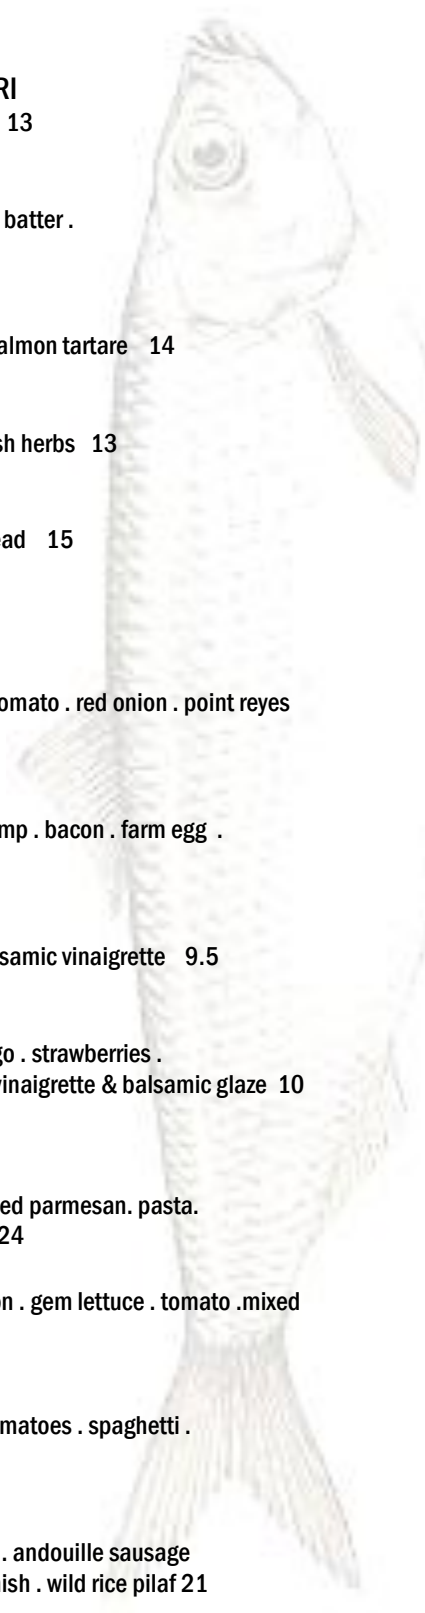 RI
13
batter .
almon tartare 14
sh herbs 13
ead 15
omato . red onion . point reyes
mp . bacon . farm egg .
samic vinaigrette 9.5
go . strawberries .
vinaigrette & balsamic glaze 10
ed parmesan. pasta.
24
on . gem lettuce . tomato .mixed
matoes . spaghetti .
. andouille sausage
ish . wild rice pilaf 21